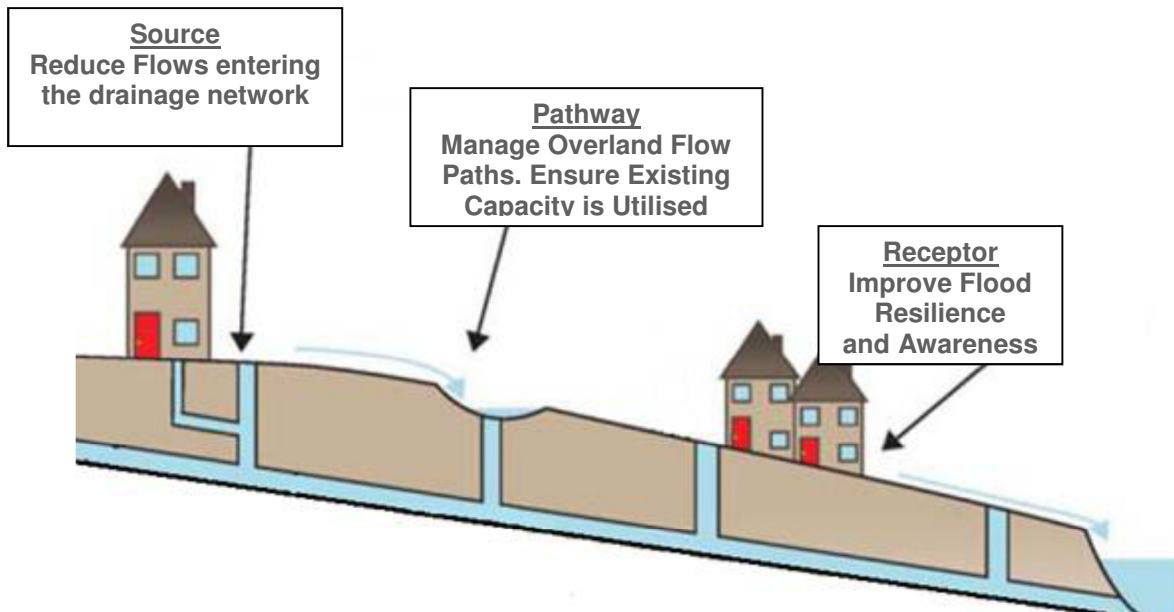 Source
Reduce Flows entering
the drainage network
Pathway
Manage Overland Flow
Paths. Ensure Existing
Capacity is Utilised
Receptor
Improve Flood
Resilience
and Awareness